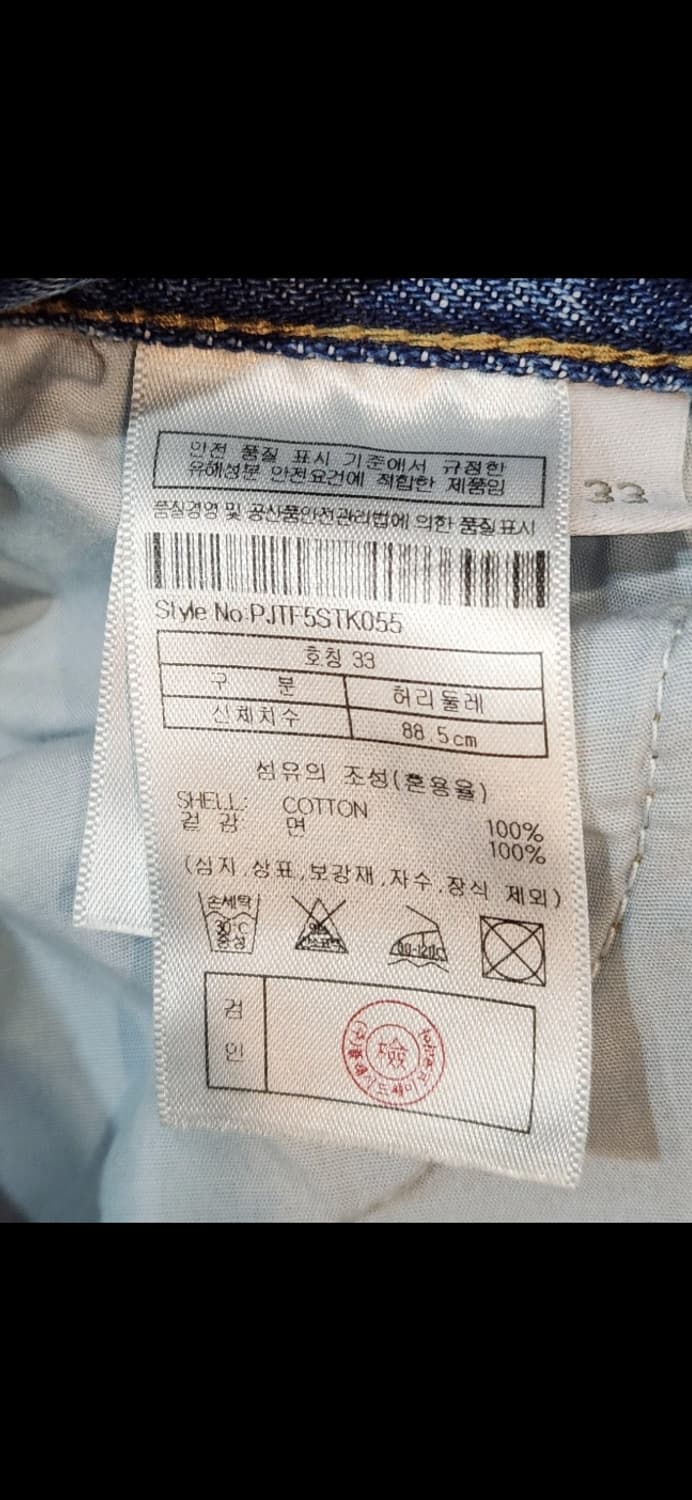 안전 품질 표시 기준에서 규정한
유해성분 안전요건에 적합한 제품임
33
품질경영 및 공산품안전관리법에 의한 품질표시
Style No.PJTF5STK055
호칭 33
구 분 허리둘레
신체치수 88.5cm
섬유의 조성(혼용율)
SHELL: COTTON 100%
겉 감: 면 100%
(심지,상표,보강재,자수,장식 제외)
손세탁
30℃
중성
80-120℃
검
인
檢